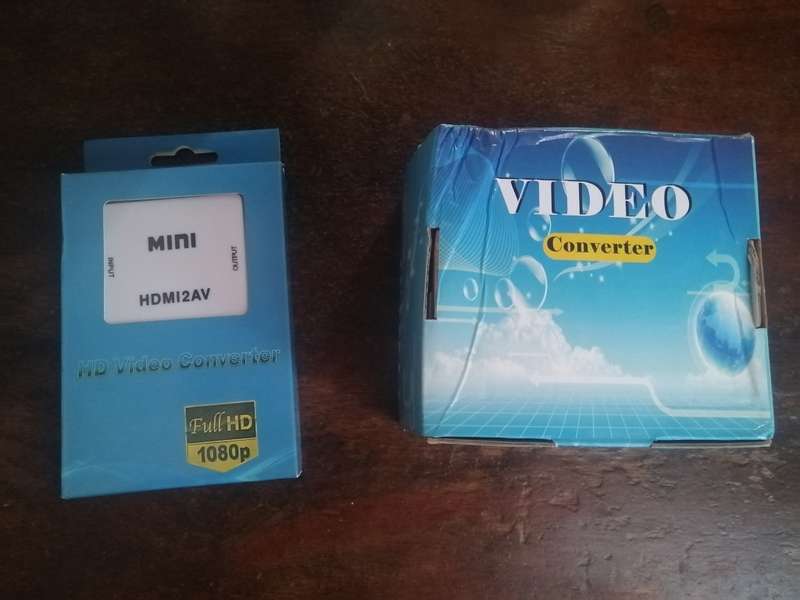 MINI
INPUT
OUTPUT
HDMI2AV
HD Video Converter
Full HD
1080p
VIDEO
Converter